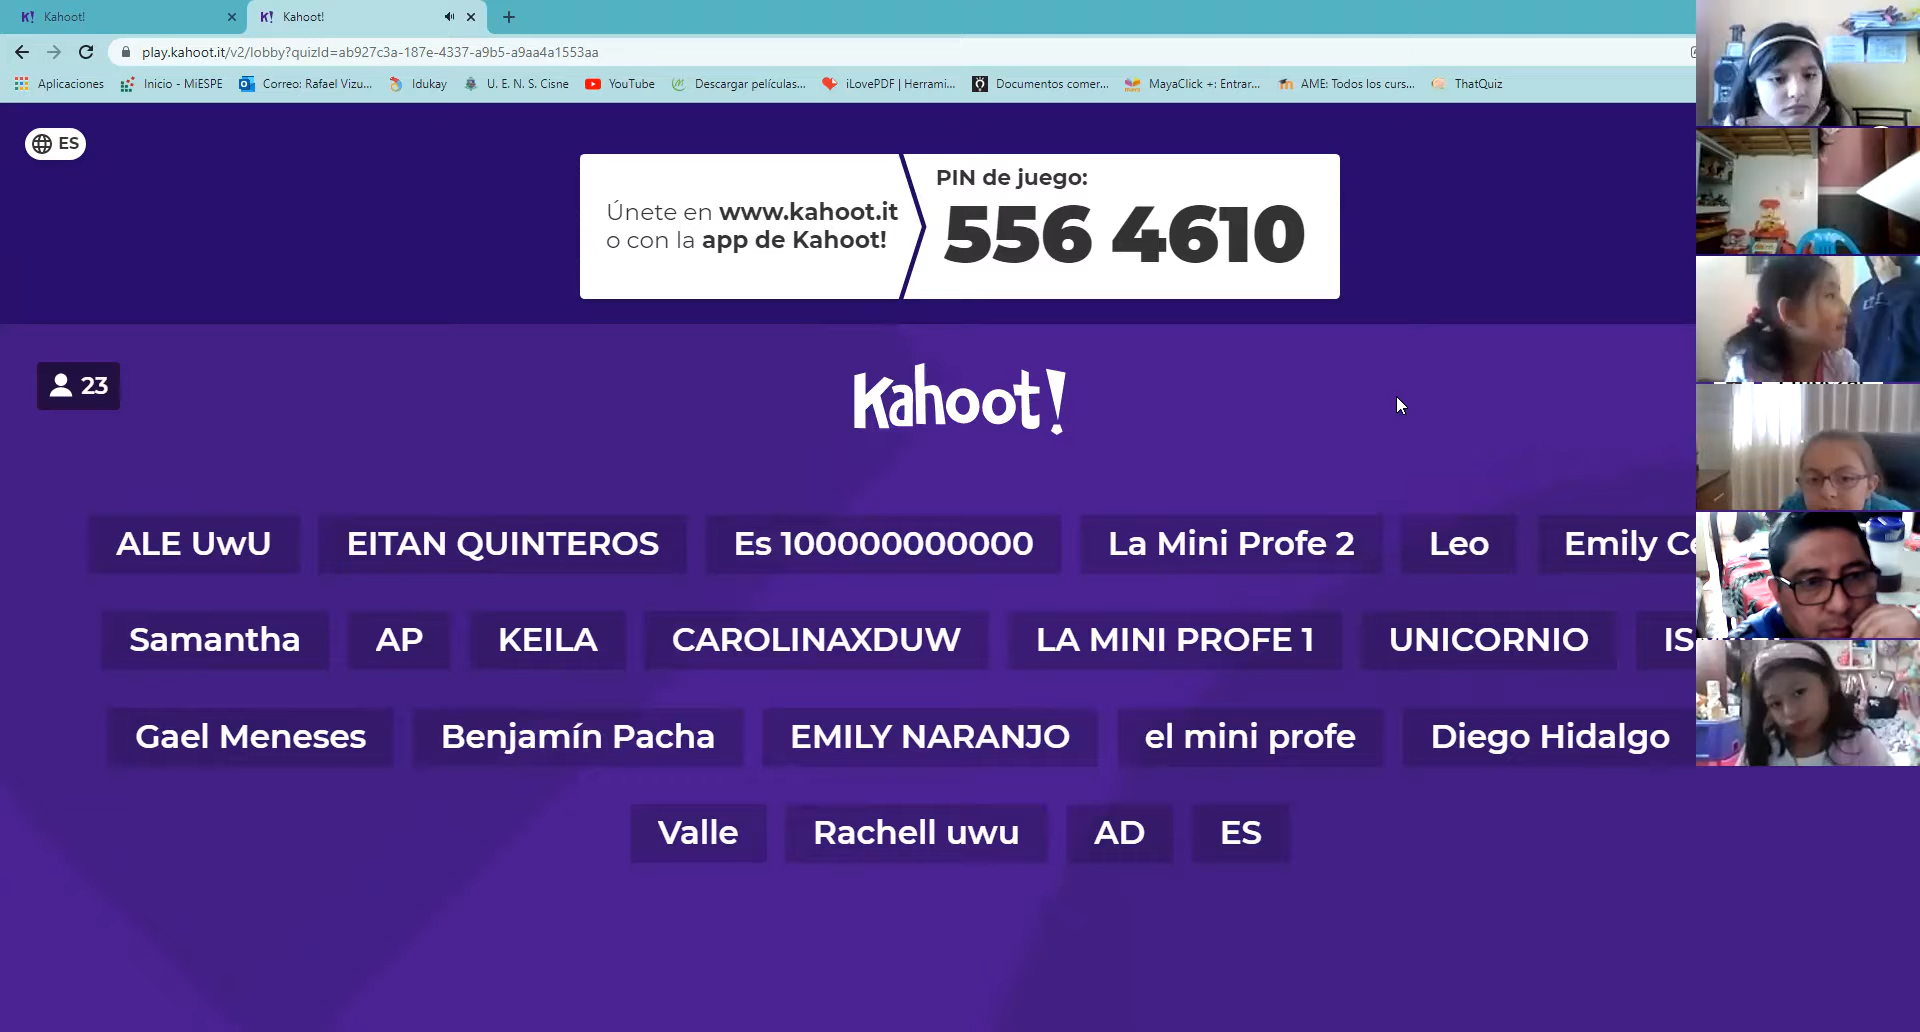 Kahoot! Kahoot!
play.kahoot.it/v2/lobby?quizId=ab927c3a-187e-4337-a9b5-a9aa4a1553aa
Aplicaciones Inicio - MiESPE Correo: Rafael Vizu... Idukay U. E. N. S. Cisne YouTube Descargar películas... iLovePDF | Herrami... Documentos comer... MayaClick +: Entrar... AME: Todos los curs... ThatQuiz
ES
Únete en www.kahoot.it
o con la app de Kahoot!
PIN de juego:
556 4610
23
Kahoot!
ALE UwU EITAN QUINTEROS Es 100000000000 La Mini Profe 2 Leo Emily
Samantha AP KEILA CAROLINAXDUW LA MINI PROFE 1 UNICORNIO
Gael Meneses Benjamín Pacha EMILY NARANJO el mini profe Diego Hidalgo
Valle Rachell uwu AD ES